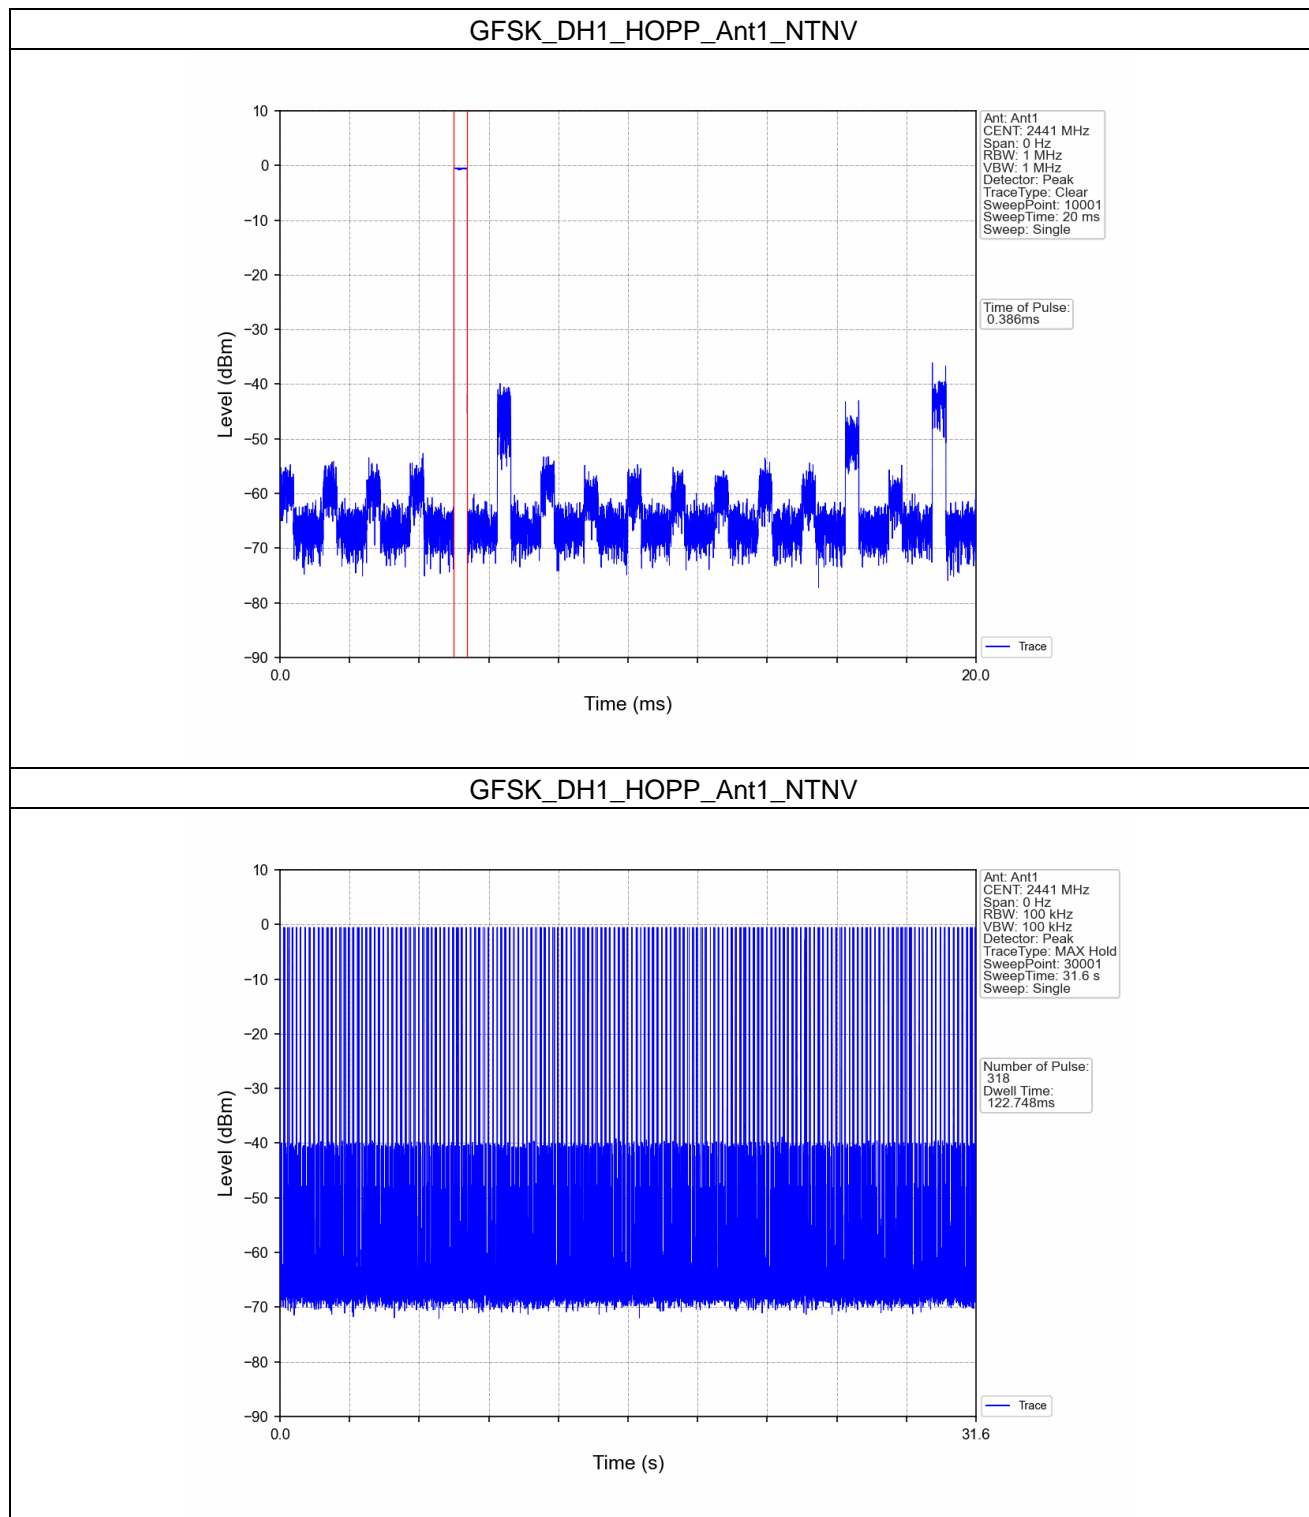 GFSK_DH1_HOPP_Ant1_NTNV
10
0
−10
−20
−30
−40
−50
−60
−70
−80
−90
Level (dBm)
0.0
20.0
Time (ms)
Ant: Ant1
CENT: 2441 MHz
Span: 0 Hz
RBW: 1 MHz
VBW: 1 MHz
Detector: Peak
TraceType: Clear
SweepPoint: 10001
SweepTime: 20 ms
Sweep: Single
Time of Pulse:
0.386ms
Trace
GFSK_DH1_HOPP_Ant1_NTNV
10
0
−10
−20
−30
−40
−50
−60
−70
−80
−90
Level (dBm)
0.0
31.6
Time (s)
Ant: Ant1
CENT: 2441 MHz
Span: 0 Hz
RBW: 100 kHz
VBW: 100 kHz
Detector: Peak
TraceType: MAX Hold
SweepPoint: 30001
SweepTime: 31.6 s
Sweep: Single
Number of Pulse:
318
Dwell Time:
122.748ms
Trace